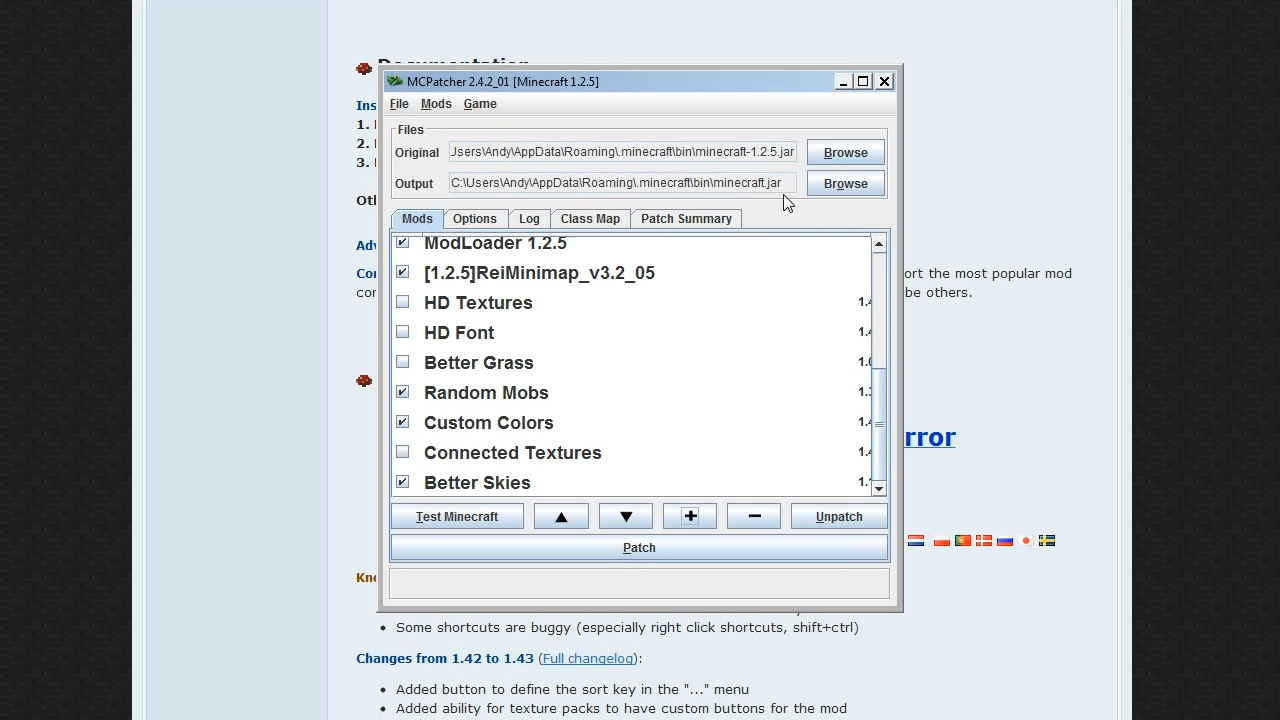 MCPatcher 2.4.2_01 [Minecraft 1.2.5]
File Mods Game
Files
Original Jsers\Andy\AppData\Roaming\.minecraft\bin\minecraft-1.2.5.jar Browse
Output C:\Users\Andy\AppData\Roaming\.minecraft\bin\minecraft.jar Browse
Mods Options Log Class Map Patch Summary
ModLoader 1.2.5
[1.2.5]ReiMinimap_v3.2_05
HD Textures
HD Font
Better Grass
Random Mobs
Custom Colors
Connected Textures
Better Skies
Test Minecraft ▲ ▼ + − Unpatch
Patch
Ins
1.
2.
3.
Adv
ort the most popular mod
be others.
rror
Some shortcuts are buggy (especially right click shortcuts, shift+ctrl)
Changes from 1.42 to 1.43 (Full changelog):
Added button to define the sort key in the "..." menu
Added ability for texture packs to have custom buttons for the mod